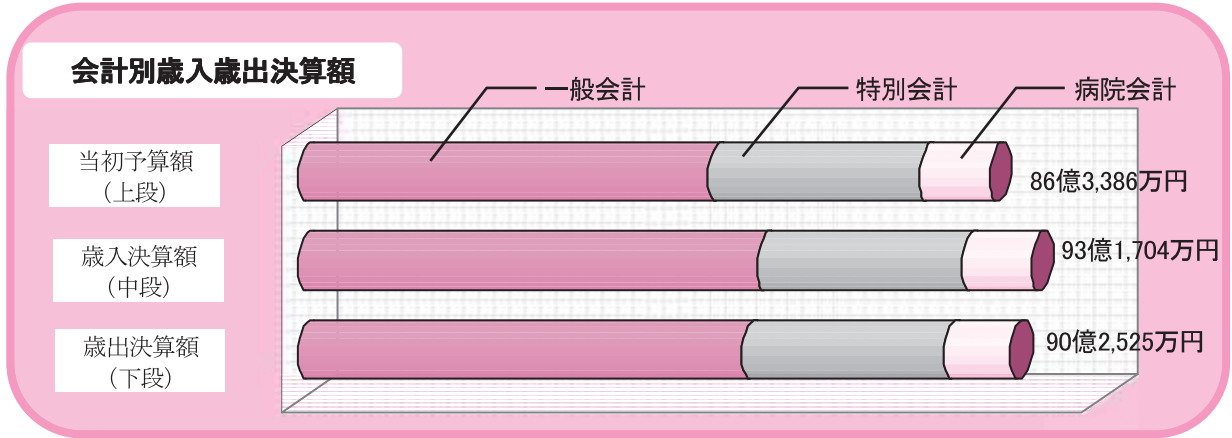 会計別歳入歳出決算額
一般会計
特別会計
病院会計
当初予算額
（上段）
86億3,386万円
歳入決算額
（中段）
93億1,704万円
歳出決算額
（下段）
90億2,525万円